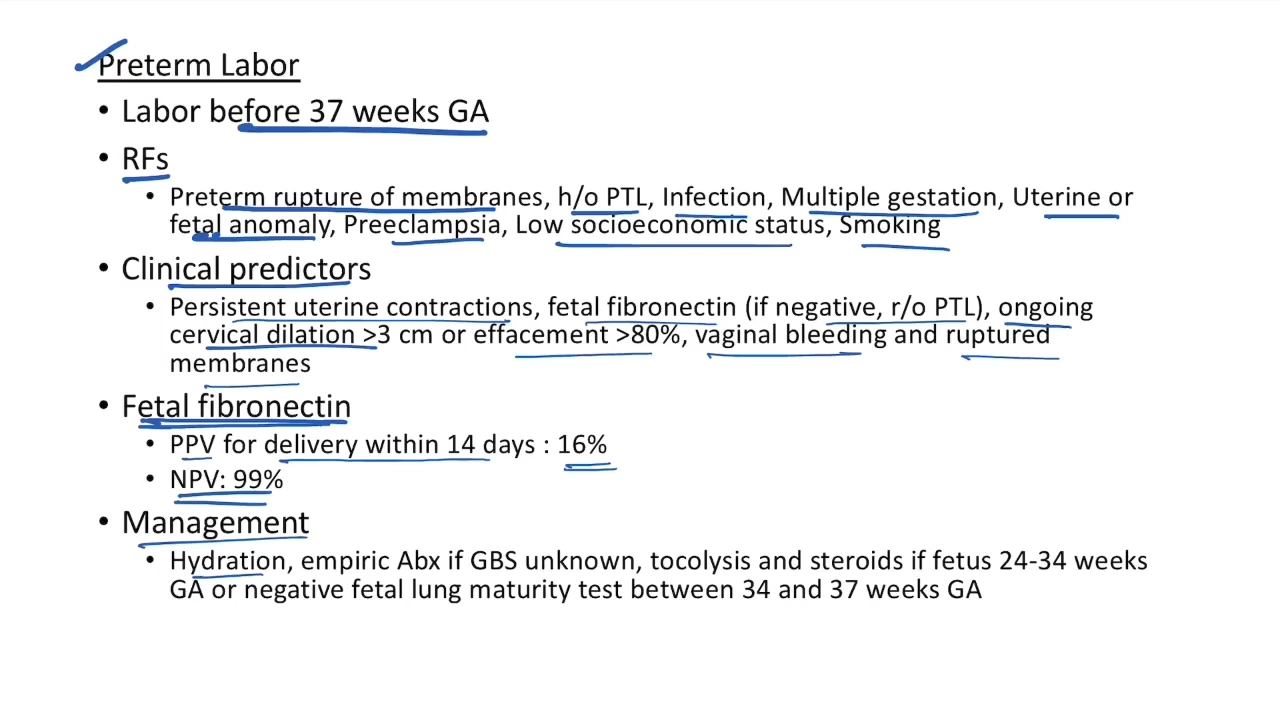 Preterm Labor
• Labor before 37 weeks GA
• RFs
• Preterm rupture of membranes, h/o PTL, Infection, Multiple gestation, Uterine or
fetal anomaly, Preeclampsia, Low socioeconomic status, Smoking
• Clinical predictors
• Persistent uterine contractions, fetal fibronectin (if negative, r/o PTL), ongoing
cervical dilation >3 cm or effacement >80%, vaginal bleeding and ruptured
membranes
• Fetal fibronectin
• PPV for delivery within 14 days : 16%
• NPV: 99%
• Management
• Hydration, empiric Abx if GBS unknown, tocolysis and steroids if fetus 24-34 weeks
GA or negative fetal lung maturity test between 34 and 37 weeks GA